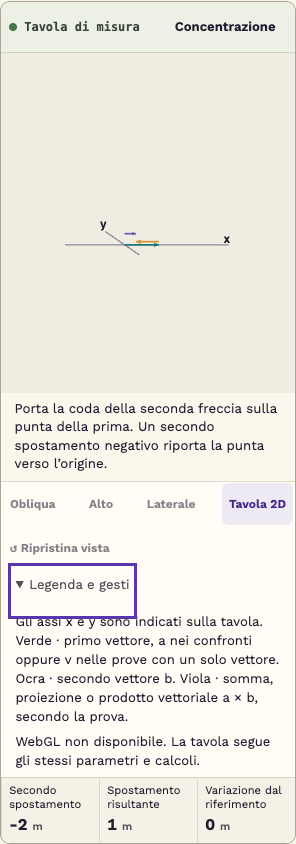 Tavola di misura
Concentrazione
y
x
Porta la coda della seconda freccia sulla
punta della prima. Un secondo
spostamento negativo riporta la punta
verso l’origine.
Obliqua
Alto
Laterale
Tavola 2D
↺ Ripristina vista
▼ Legenda e gesti
Gli assi x e y sono indicati sulla tavola.
Verde · primo vettore, a nei confronti
oppure v nelle prove con un solo vettore.
Ocra · secondo vettore b. Viola · somma,
proiezione o prodotto vettoriale a × b,
secondo la prova.
WebGL non disponibile. La tavola segue
gli stessi parametri e calcoli.
Secondo
spostamento
-2 m
Spostamento
risultante
1 m
Variazione dal
riferimento
0 m